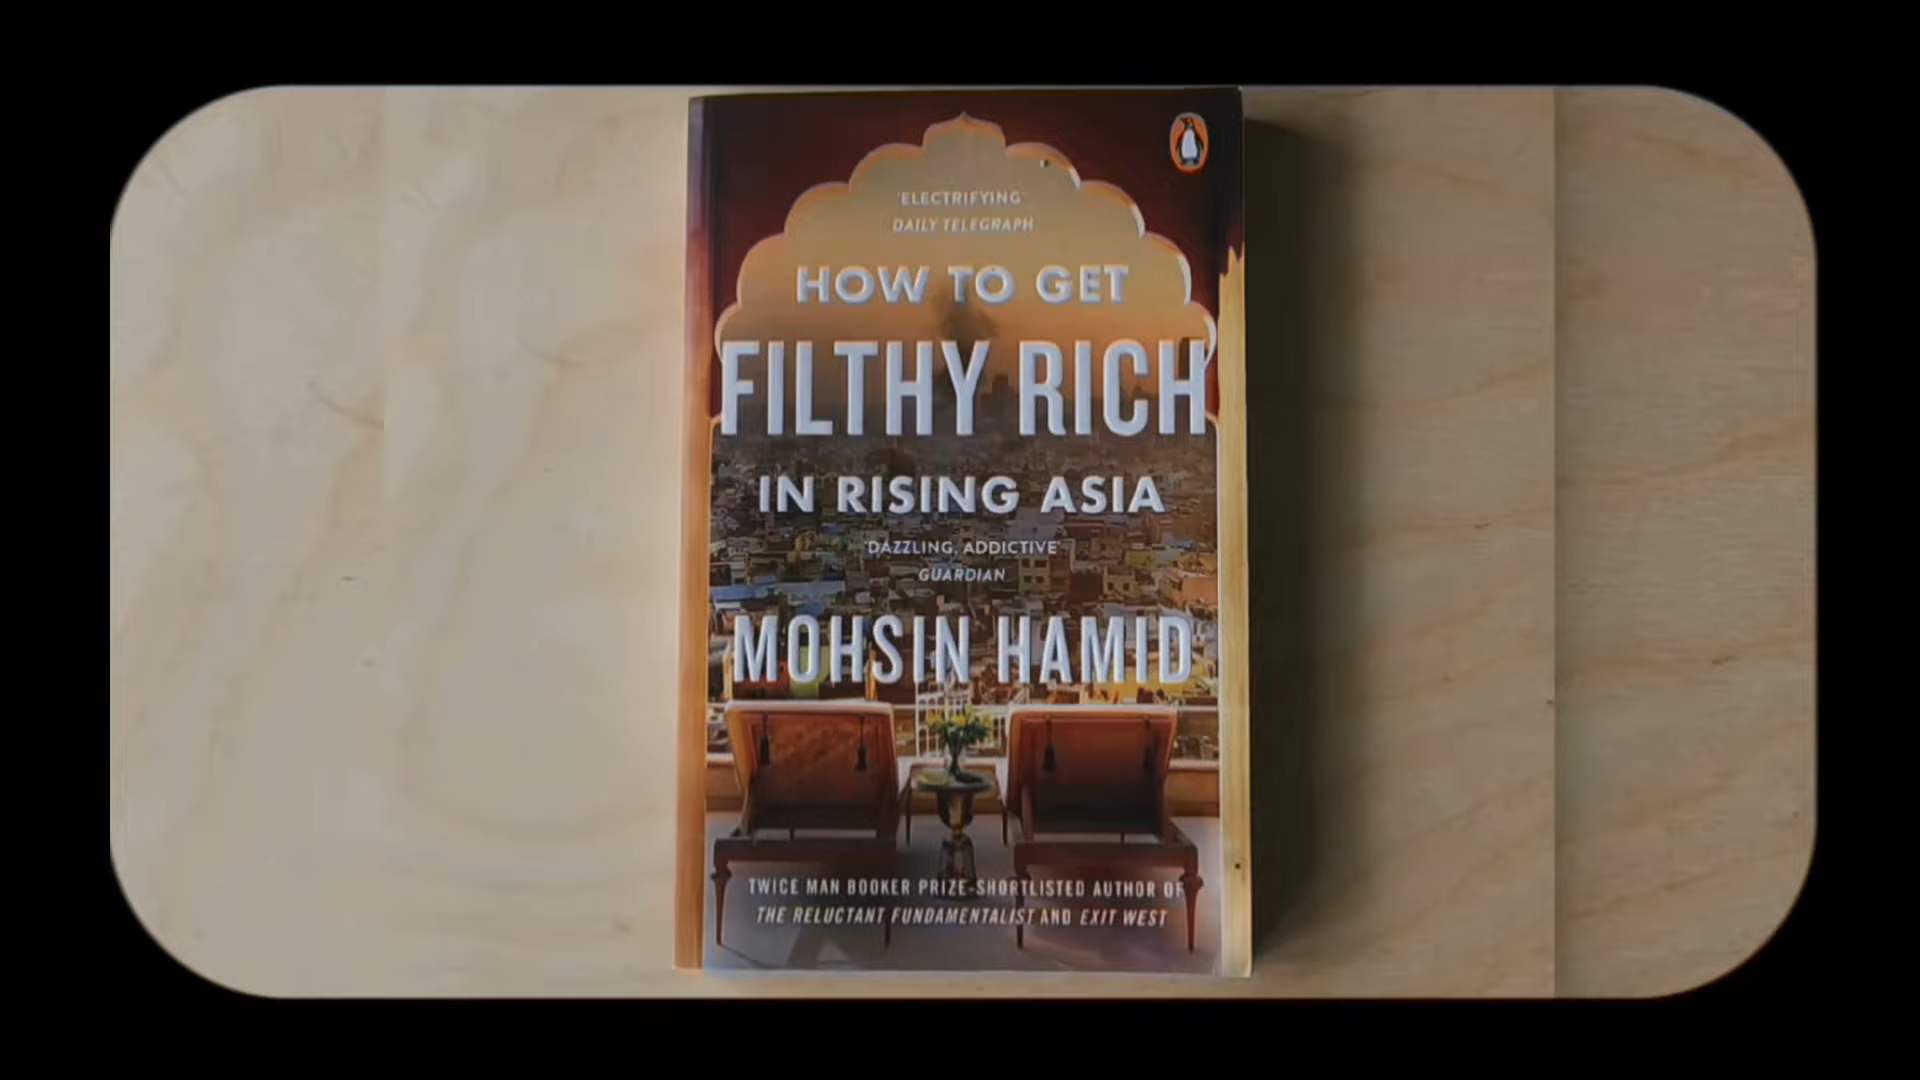 'ELECTRIFYING'
DAILY TELEGRAPH
HOW TO GET
FILTHY RICH
IN RISING ASIA
'DAZZLING, ADDICTIVE'
GUARDIAN
MOHSIN HAMID
TWICE MAN BOOKER PRIZE-SHORTLISTED AUTHOR OF
THE RELUCTANT FUNDAMENTALIST AND EXIT WEST